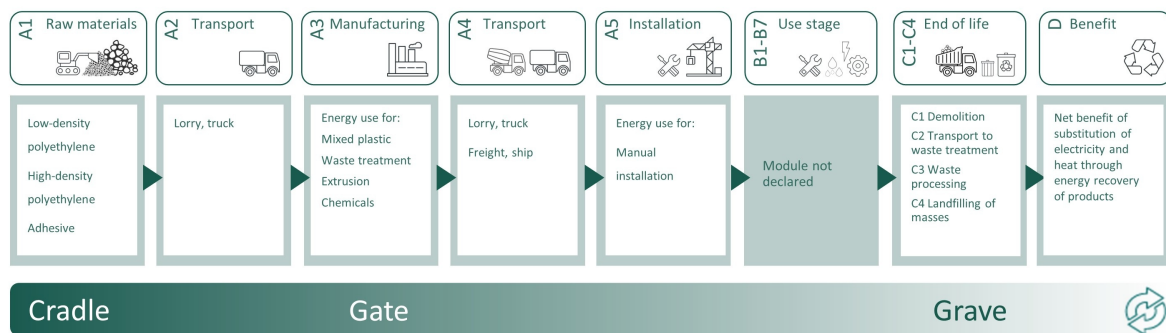 A1 Raw materials
A2 Transport
A3 Manufacturing
A4 Transport
A5 Installation
B1-B7 Use stage
C1-C4 End of life
D Benefit
Low-density
polyethylene
High-density
polyethylene
Adhesive
Lorry, truck
Energy use for:
Mixed plastic
Waste treatment
Extrusion
Chemicals
Lorry, truck
Freight, ship
Energy use for:
Manual
installation
Module not
declared
C1 Demolition
C2 Transport to
waste treatment
C3 Waste
processing
C4 Landfilling of
masses
Net benefit of
substitution of
electricity and
heat through
energy recovery
of products
Cradle
Gate
Grave